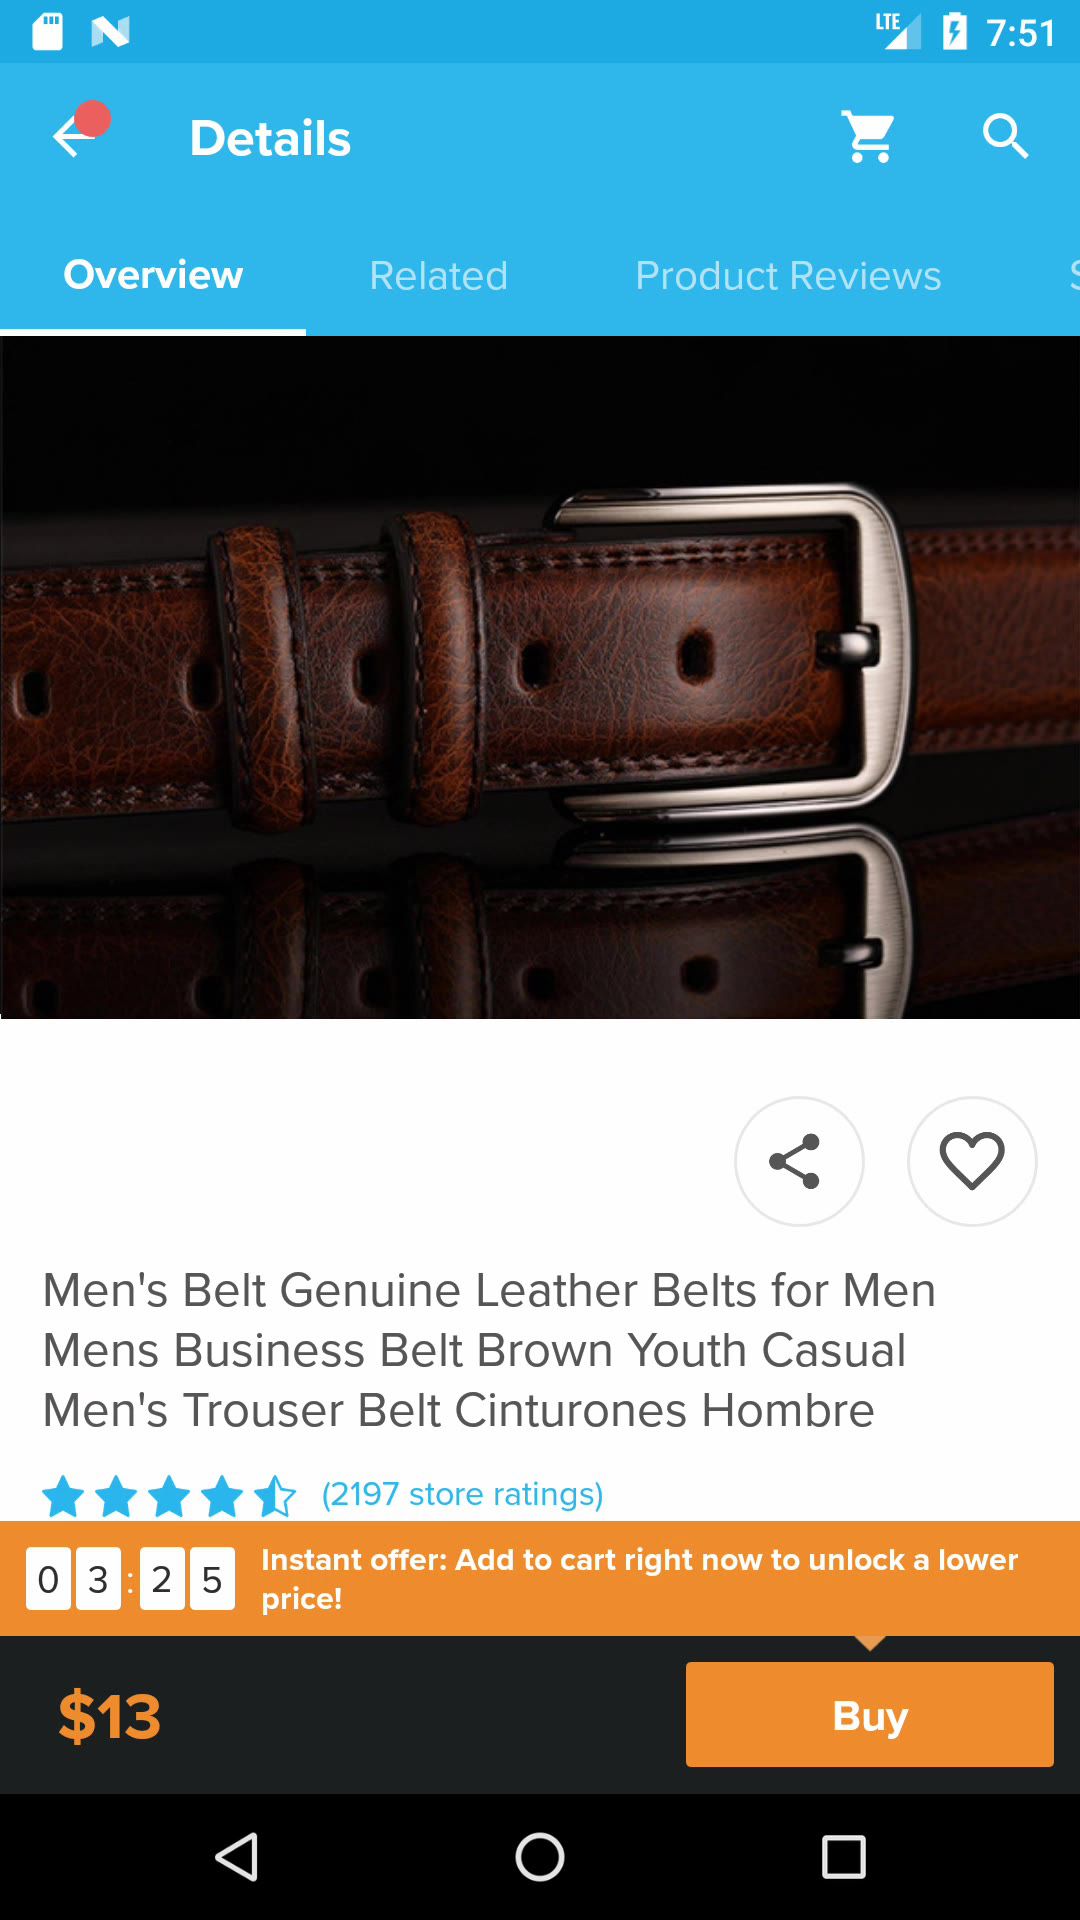 LTE 7:51
Details
Overview Related Product Reviews S
Men's Belt Genuine Leather Belts for Men
Mens Business Belt Brown Youth Casual
Men's Trouser Belt Cinturones Hombre
(2197 store ratings)
03:25
Instant offer: Add to cart right now to unlock a lower
price!
$13
Buy